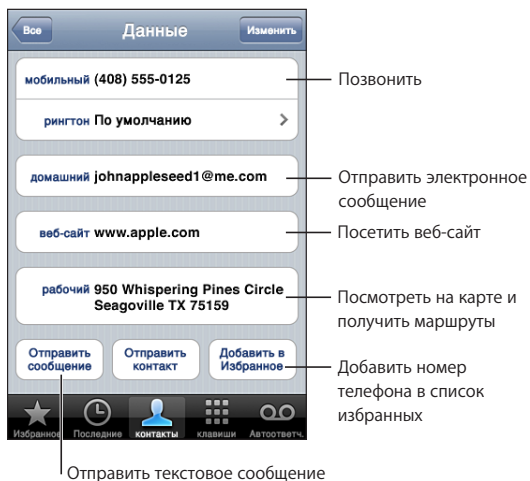 Все Данные Изменить
мобильный (408) 555-0125
Позвонить
рингтон По умолчанию
домашний johnappleseed1@me.com
Отправить электронное
сообщение
веб-сайт www.apple.com
Посетить веб-сайт
рабочий 950 Whispering Pines Circle
Seagoville TX 75159
Посмотреть на карте и
получить маршруты
Отправить
сообщение
Отправить
контакт
Добавить в
Избранное
Добавить номер
телефона в список
избранных
Избранное Последние контакты клавиши Автоответч.
Отправить текстовое сообщение